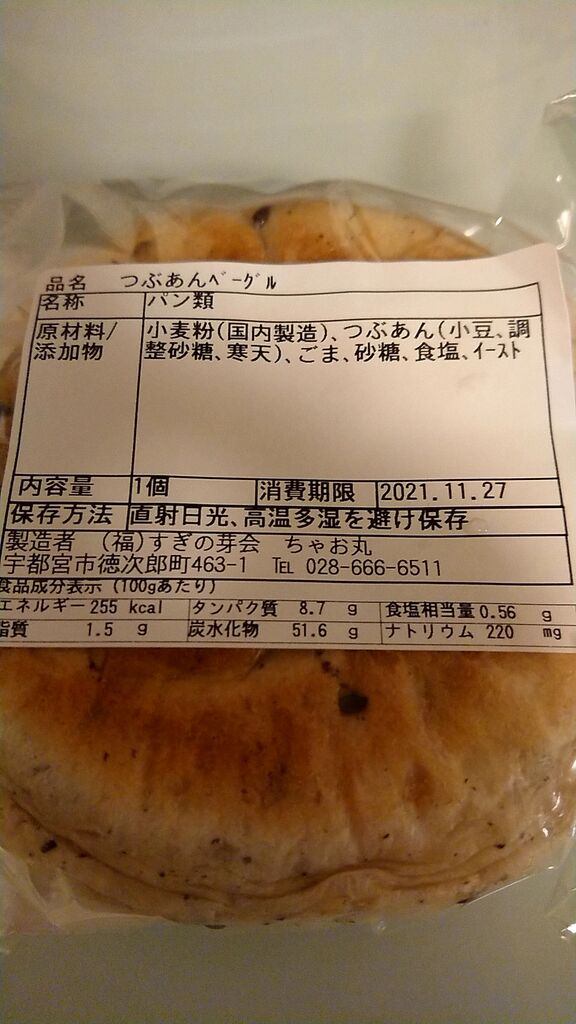 品名 つぶあんﾍﾞｰｸﾞﾙ
名称 パン類
原材料/ 小麦粉(国内製造)、つぶあん(小豆、調
添加物 整砂糖、寒天)、ごま、砂糖、食塩、ｲｰｽﾄ
内容量 1個 消費期限 2021.11.27
保存方法 直射日光、高温多湿を避け保存
製造者 (福)すぎの芽会 ちゃお丸
宇都宮市徳次郎町463-1 ℡ 028-666-6511
食品成分表示 (100gあたり)
エネルギー 255 kcal タンパク質 8.7 g 食塩相当量 0.56 g
脂質 1.5 g 炭水化物 51.6 g ナトリウム 220 mg